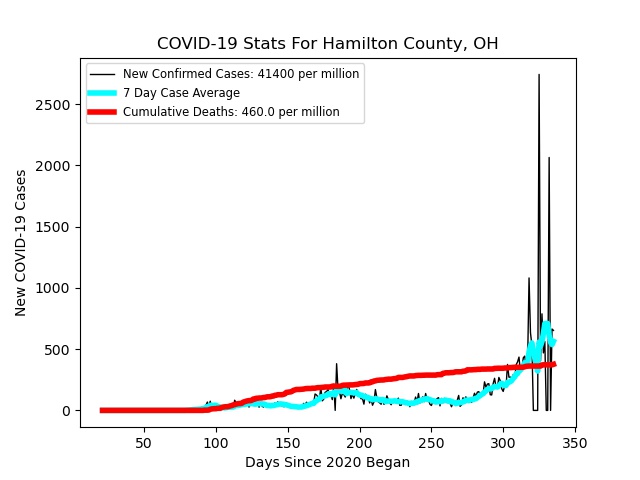 COVID-19 Stats For Hamilton County, OH
New Confirmed Cases: 41400 per million
7 Day Case Average
Cumulative Deaths: 460.0 per million
New COVID-19 Cases
2500
2000
1500
1000
500
0
50 100 150 200 250 300 350
Days Since 2020 Began